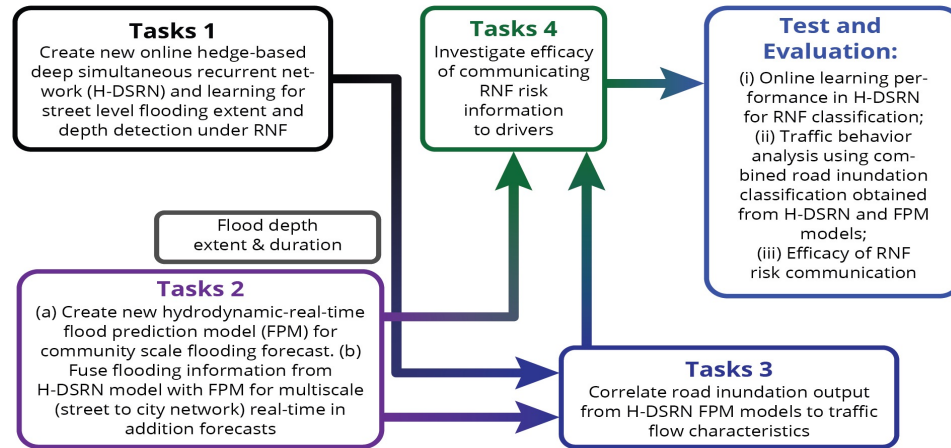 Tasks 1
Create new online hedge-based
deep simultaneous recurrent net-
work (H-DSRN) and learning for
street level flooding extent and
depth detection under RNF
Tasks 4
Investigate efficacy
of communicating
RNF risk
information
to drivers
Test and
Evaluation:
(i) Online learning per-
formance in H-DSRN
for RNF classification;
(ii) Traffic behavior
analysis using com-
bined road inundation
classification obtained
from H-DSRN and FPM
models;
(iii) Efficacy of RNF
risk communication
Flood depth
extent & duration
Tasks 2
(a) Create new hydrodynamic-real-time
flood prediction model (FPM) for
community scale flooding forecast. (b)
Fuse flooding information from
H-DSRN model with FPM for multiscale
(street to city network) real-time in
addition forecasts
Tasks 3
Correlate road inundation output
from H-DSRN FPM models to traffic
flow characteristics